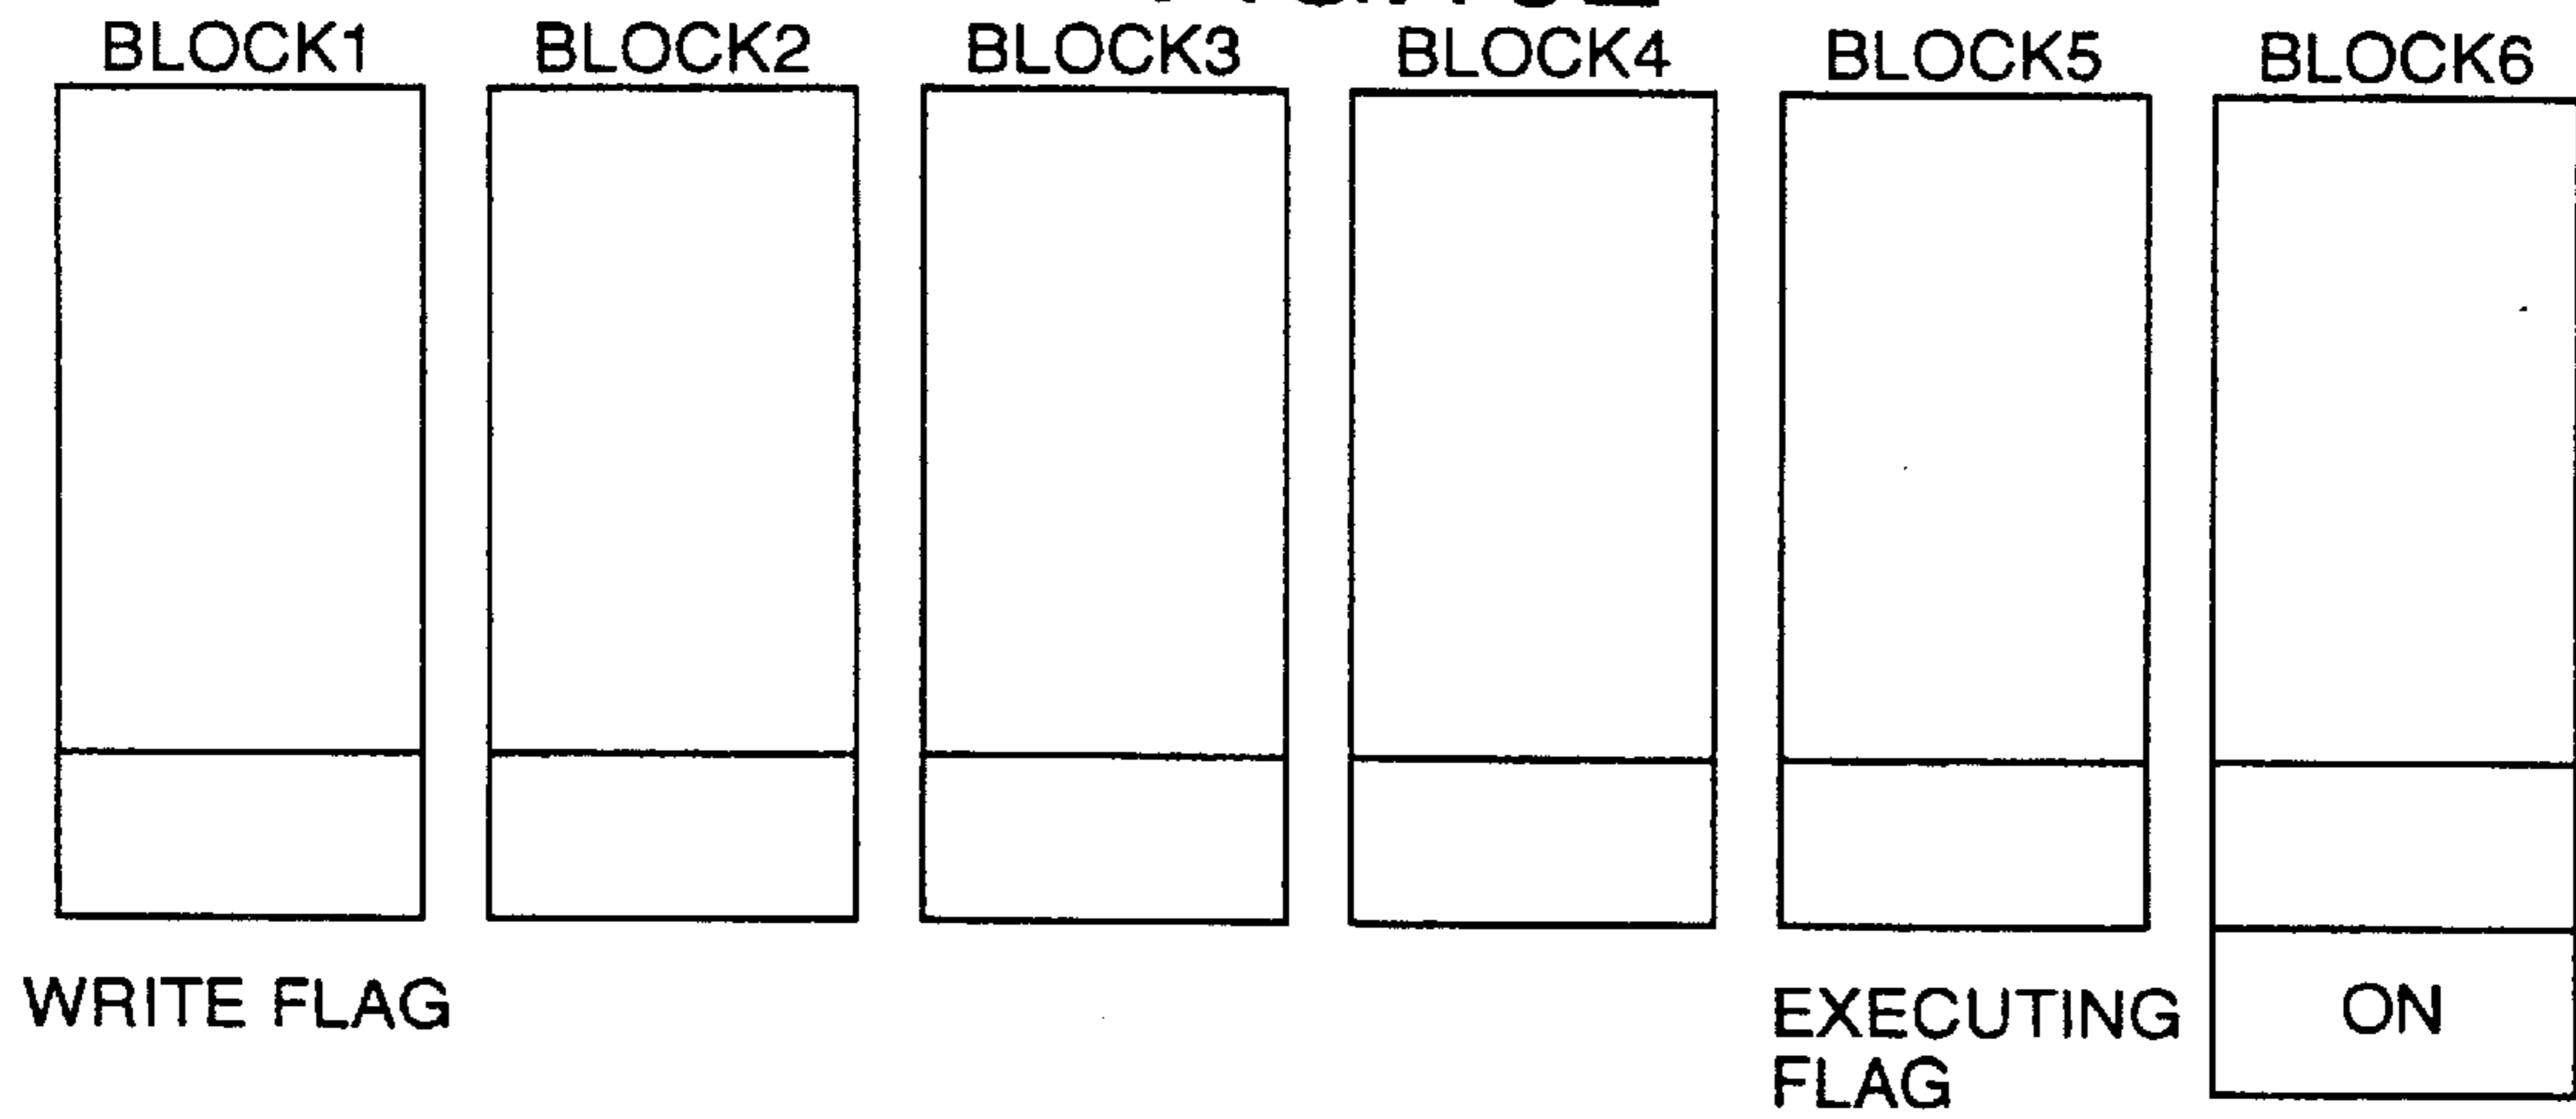 BLOCK1 BLOCK2 BLOCK3 BLOCK4 BLOCK5 BLOCK6
WRITE FLAG
EXECUTING
FLAG
ON